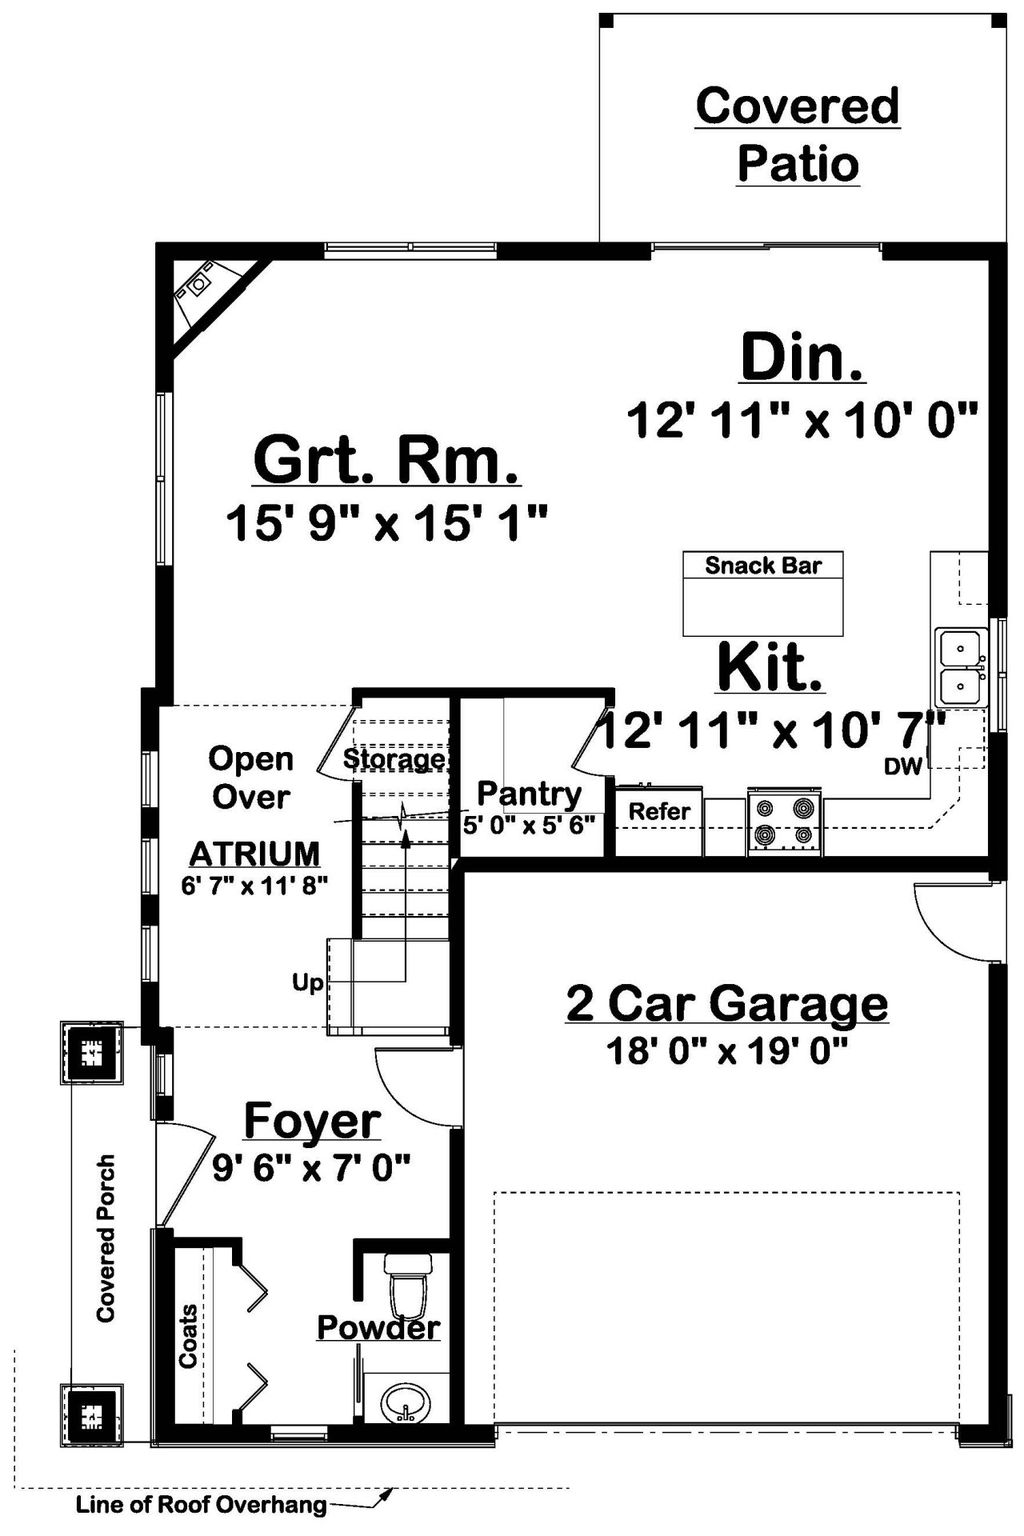 Covered
Patio
Din.
12' 11" x 10' 0"
Grt. Rm.
15' 9" x 15' 1"
Snack Bar
Kit.
12' 11" x 10' 7"
DW
Open
Over
ATRIUM
6' 7" x 11' 8"
Storage
Pantry
5' 0" x 5' 6"
Refer
Up
2 Car Garage
18' 0" x 19' 0"
Foyer
9' 6" x 7' 0"
Covered Porch
Coats
Powder
Line of Roof Overhang